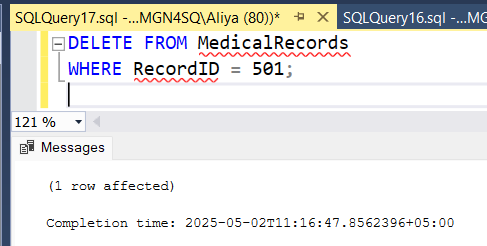 SQLQuery17.sql -...MGN4SQ\Aliya (80))* SQLQuery16.sql -...MG
DELETE FROM MedicalRecords
WHERE RecordID = 501;
121 %
Messages
(1 row affected)
Completion time: 2025-05-02T11:16:47.8562396+05:00